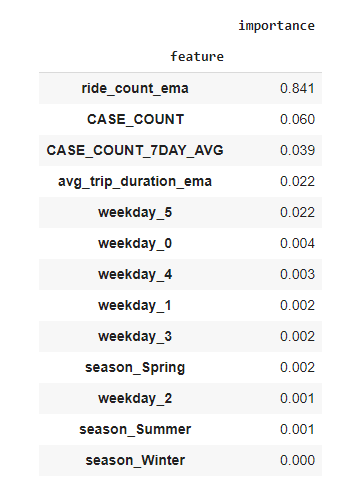 importance
feature
ride_count_ema 0.841
CASE_COUNT 0.060
CASE_COUNT_7DAY_AVG 0.039
avg_trip_duration_ema 0.022
weekday_5 0.022
weekday_0 0.004
weekday_4 0.003
weekday_1 0.002
weekday_3 0.002
season_Spring 0.002
weekday_2 0.001
season_Summer 0.001
season_Winter 0.000